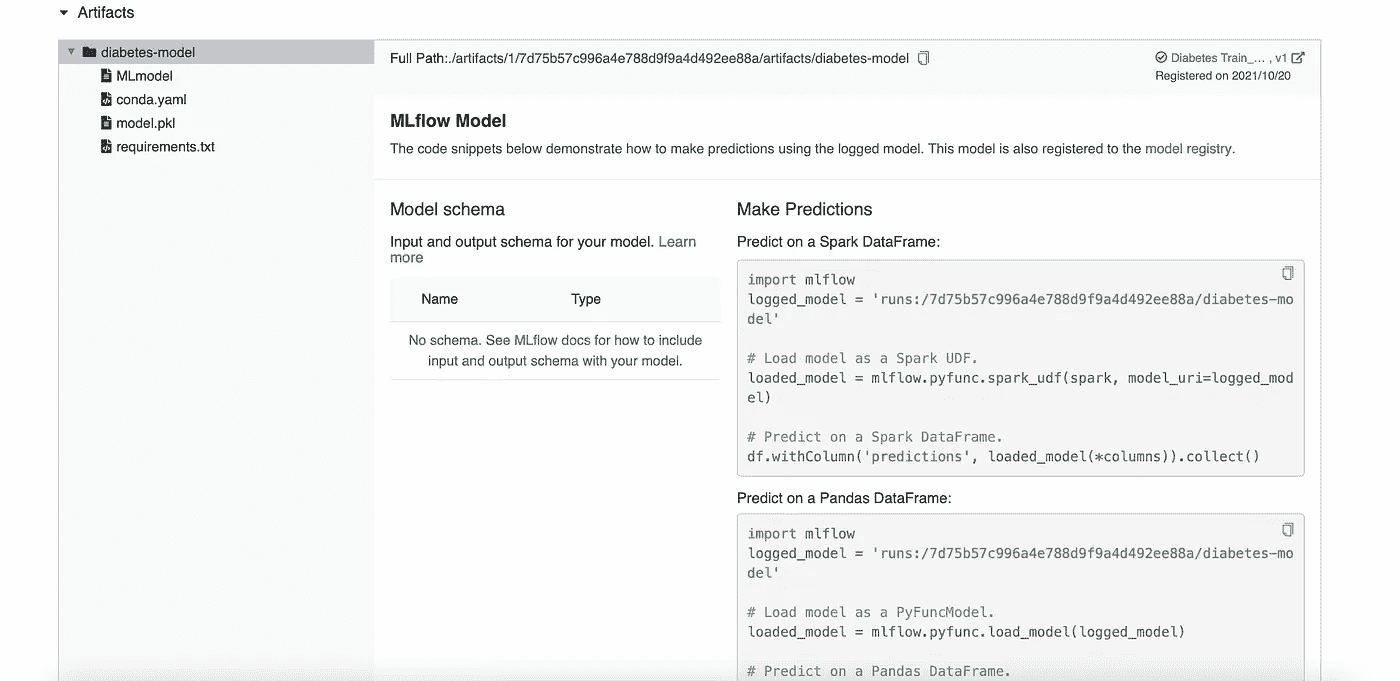 Artifacts
diabetes-model
MLmodel
conda.yaml
model.pkl
requirements.txt
Full Path:./artifacts/1/7d75b57c996a4e788d9f9a4d492ee88a/artifacts/diabetes-model
Diabetes Train_... , v1
Registered on 2021/10/20
MLflow Model
The code snippets below demonstrate how to make predictions using the logged model. This model is also registered to the model registry.
Model schema
Input and output schema for your model. Learn
more
Name Type
No schema. See MLflow docs for how to include
input and output schema with your model.
Make Predictions
Predict on a Spark DataFrame:
import mlflow
logged_model = 'runs:/7d75b57c996a4e788d9f9a4d492ee88a/diabetes-mo
del'
# Load model as a Spark UDF.
loaded_model = mlflow.pyfunc.spark_udf(spark, model_uri=logged_mod
el)
# Predict on a Spark DataFrame.
df.withColumn('predictions', loaded_model(*columns)).collect()
Predict on a Pandas DataFrame:
import mlflow
logged_model = 'runs:/7d75b57c996a4e788d9f9a4d492ee88a/diabetes-mo
del'
# Load model as a PyFuncModel.
loaded_model = mlflow.pyfunc.load_model(logged_model)
# Predict on a Pandas DataFrame.